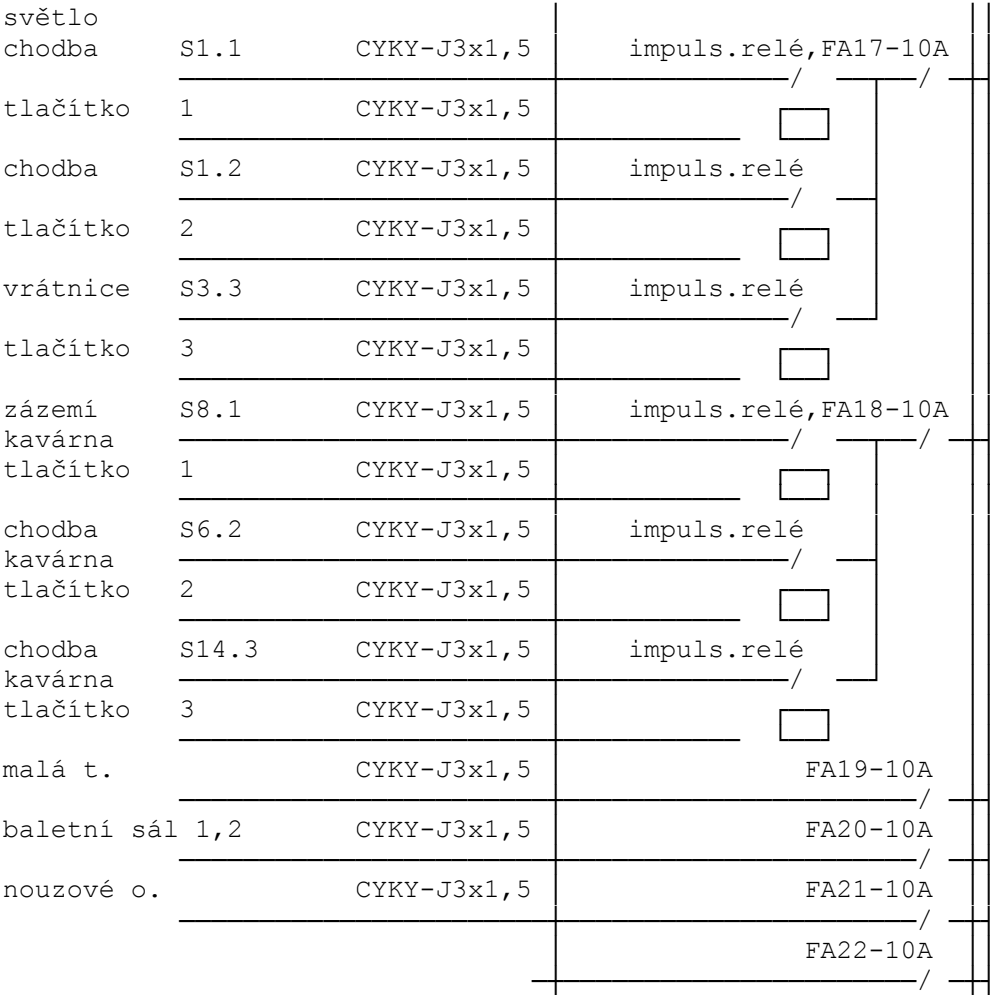 světlo
chodba S1.1 CYKY-J3x1,5 impuls.relé,FA17-10A
tlačítko 1 CYKY-J3x1,5
chodba S1.2 CYKY-J3x1,5 impuls.relé
tlačítko 2 CYKY-J3x1,5
vrátnice S3.3 CYKY-J3x1,5 impuls.relé
tlačítko 3 CYKY-J3x1,5
zázemí S8.1 CYKY-J3x1,5 impuls.relé,FA18-10A
kavárna
tlačítko 1 CYKY-J3x1,5
chodba S6.2 CYKY-J3x1,5 impuls.relé
kavárna
tlačítko 2 CYKY-J3x1,5
chodba S14.3 CYKY-J3x1,5 impuls.relé
kavárna
tlačítko 3 CYKY-J3x1,5
malá t. CYKY-J3x1,5 FA19-10A
baletní sál 1,2 CYKY-J3x1,5 FA20-10A
nouzové o. CYKY-J3x1,5 FA21-10A
FA22-10A